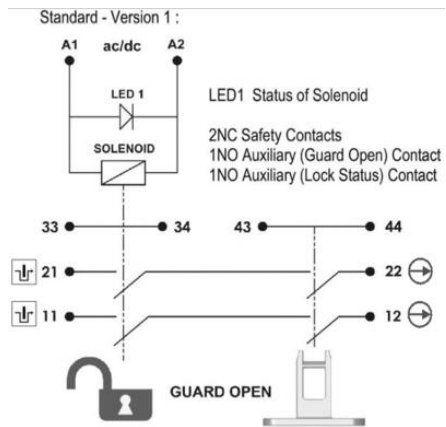 Standard - Version 1 :
A1 ac/dc A2
LED 1
LED1 Status of Solenoid
SOLENOID
2NC Safety Contacts
1NO Auxiliary (Guard Open) Contact
1NO Auxiliary (Lock Status) Contact
33 34 43 44
21 22
11 12
GUARD OPEN